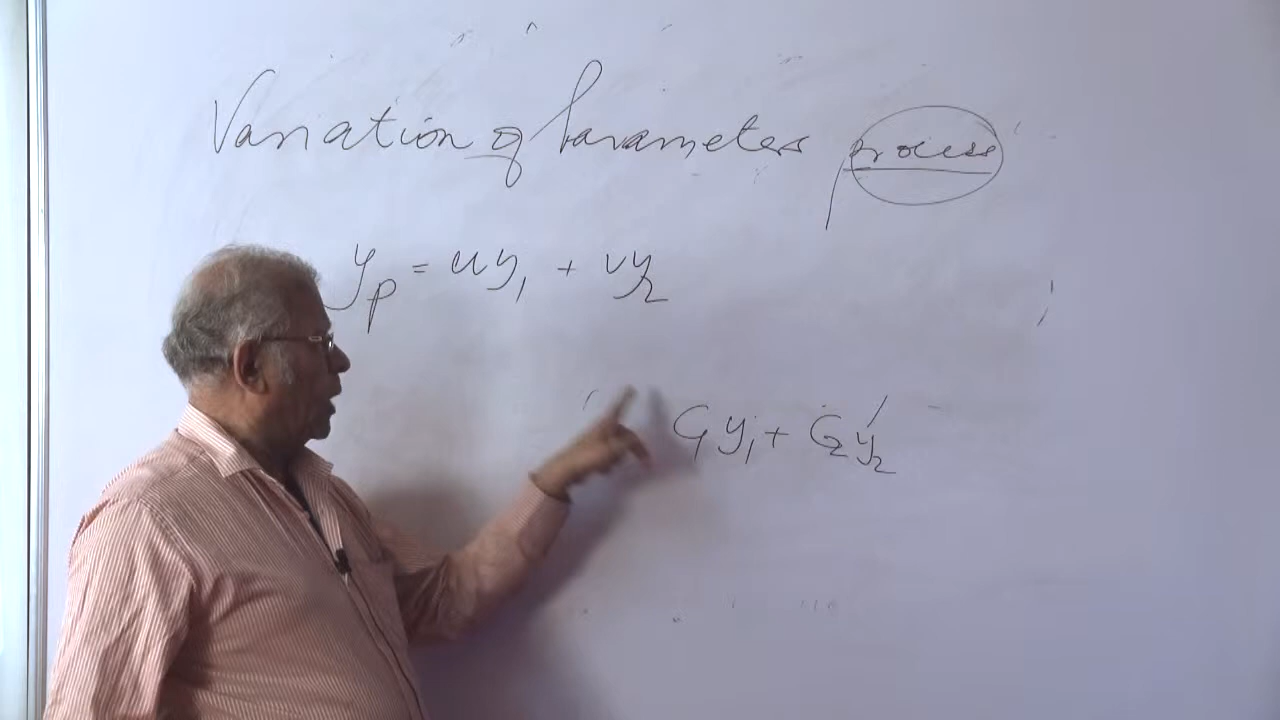 Variation of Parameters process
yₚ = uy₁ + vy₂
C₁y₁ + C₂y₂